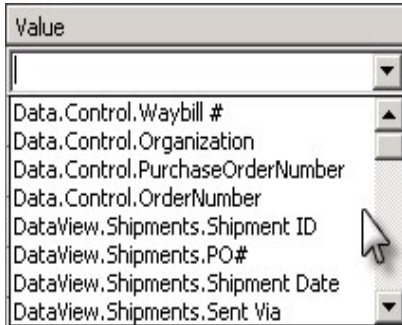 Value
Data.Control.Waybill #
Data.Control.Organization
Data.Control.PurchaseOrderNumber
Data.Control.OrderNumber
DataView.Shipments.Shipment ID
DataView.Shipments.PO#
DataView.Shipments.Shipment Date
DataView.Shipments.Sent Via